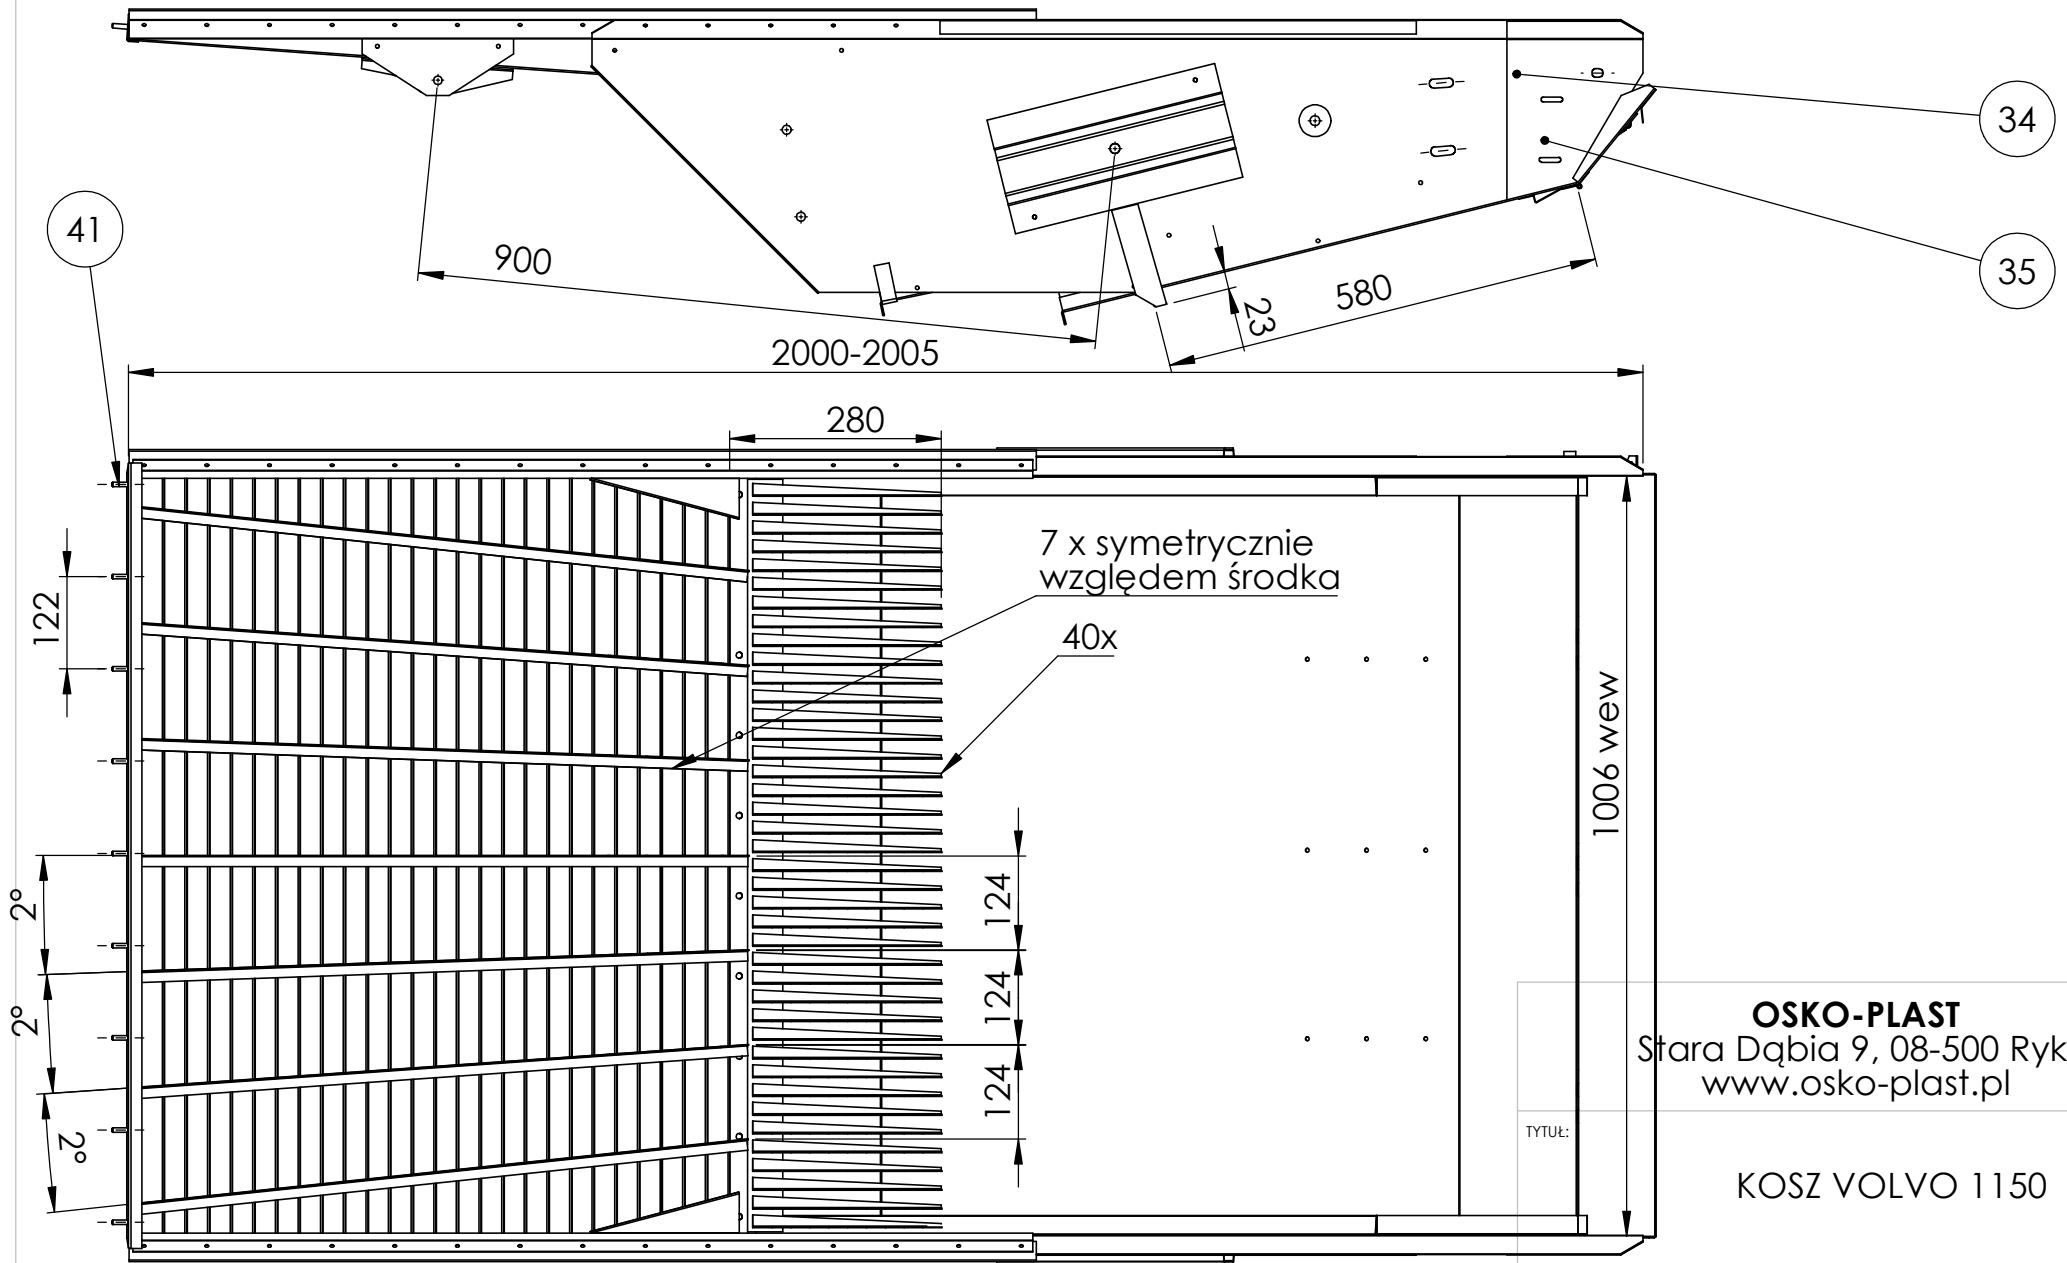 34
41
35
900
580
23
2000-2005
280
7 x symetrycznie
względem środka
40x
122
1006 wew
2°
124
2°
124
2°
124
OSKO-PLAST
Stara Dąbia 9, 08-500 Ryk
www.osko-plast.pl
TYTUŁ:
KOSZ VOLVO 1150